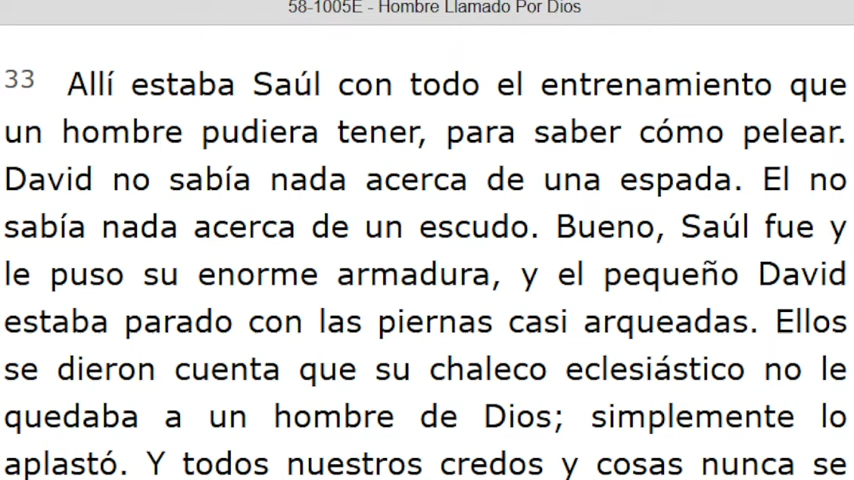 58-1005E - Hombre Llamado Por Dios
33 Allí estaba Saúl con todo el entrenamiento que
un hombre pudiera tener, para saber cómo pelear.
David no sabía nada acerca de una espada. El no
sabía nada acerca de un escudo. Bueno, Saúl fue y
le puso su enorme armadura, y el pequeño David
estaba parado con las piernas casi arqueadas. Ellos
se dieron cuenta que su chaleco eclesiástico no le
quedaba a un hombre de Dios; simplemente lo
aplastó. Y todos nuestros credos y cosas nunca se